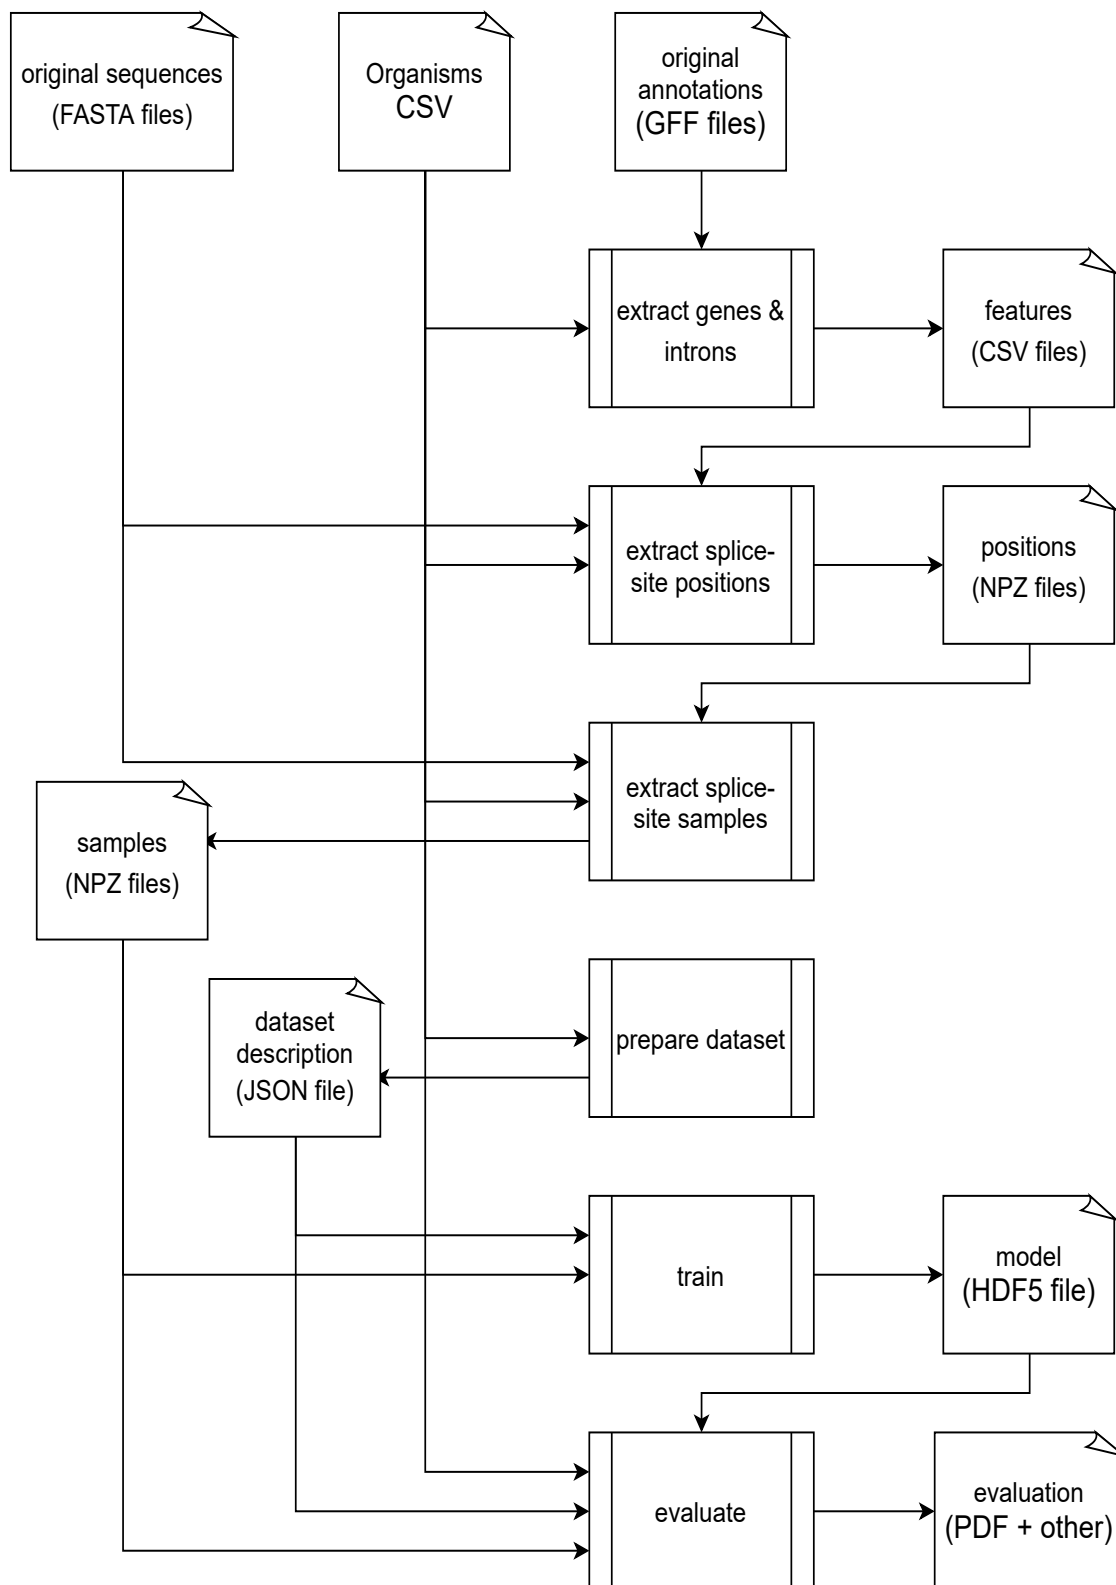 original sequences
(FASTA files)
Organisms
CSV
original
annotations
(GFF files)
extract genes &
introns
features
(CSV files)
extract splice-
site positions
positions
(NPZ files)
extract splice-
site samples
samples
(NPZ files)
dataset
description
(JSON file)
prepare dataset
train
model
(HDF5 file)
evaluate
evaluation
(PDF + other)